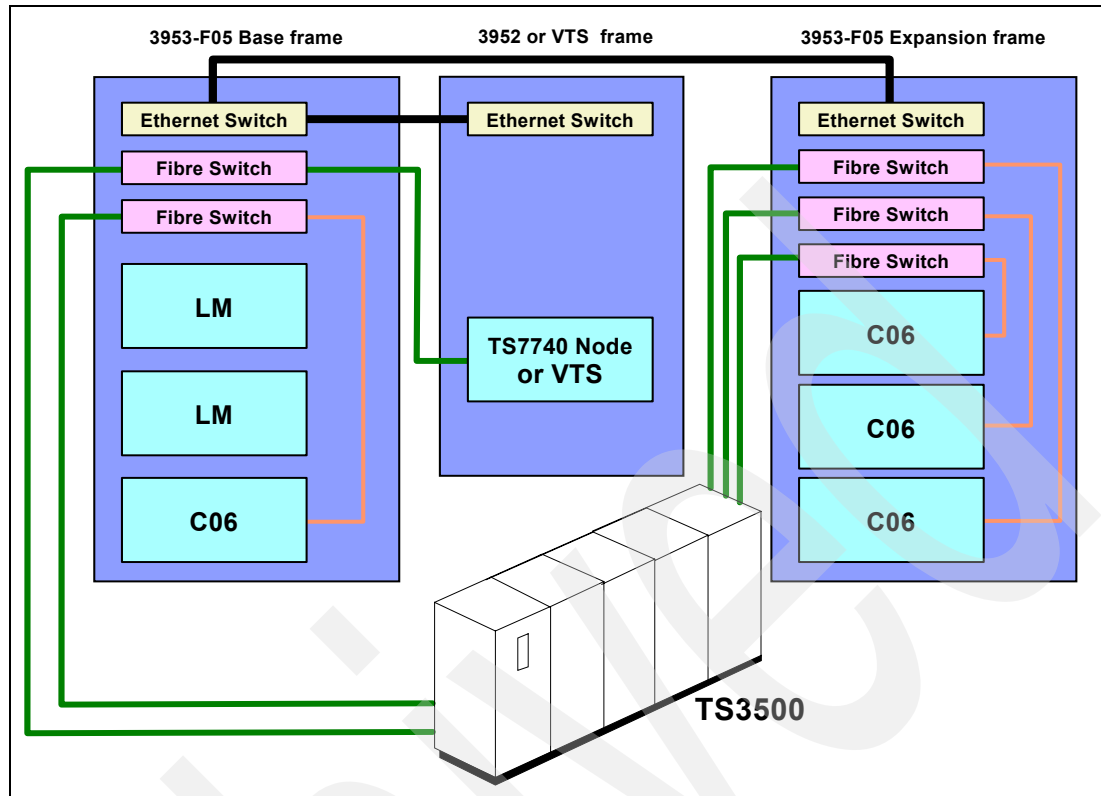 3953-F05 Base frame
3952 or VTS frame
3953-F05 Expansion frame
Ethernet Switch
Ethernet Switch
Ethernet Switch
Fibre Switch
Fibre Switch
Fibre Switch
Fibre Switch
Fibre Switch
LM
LM
C06
TS7740 Node
or VTS
C06
C06
C06
TS3500